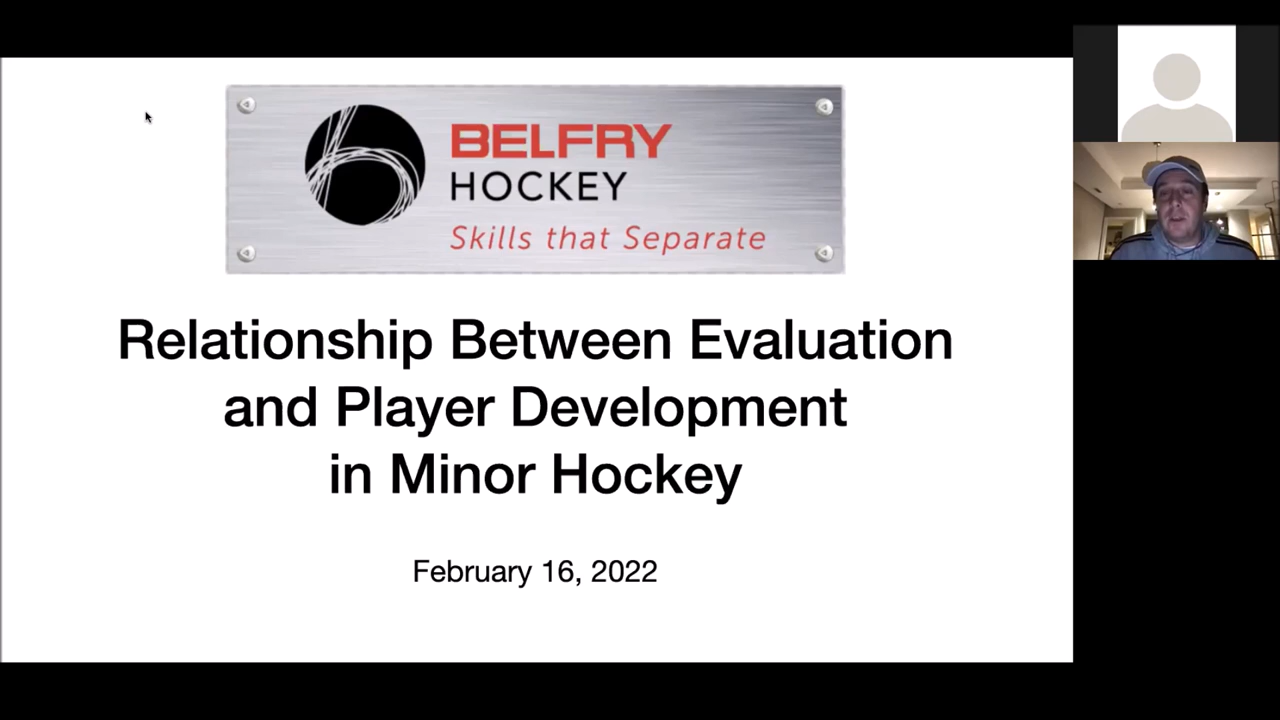 BELFRY
HOCKEY
Skills that Separate
Relationship Between Evaluation
and Player Development
in Minor Hockey
February 16, 2022